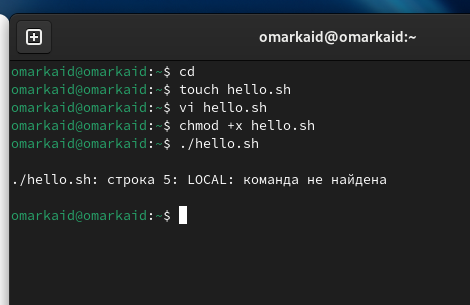 omarkaid@omarkaid:~
omarkaid@omarkaid:~$ cd
omarkaid@omarkaid:~$ touch hello.sh
omarkaid@omarkaid:~$ vi hello.sh
omarkaid@omarkaid:~$ chmod +x hello.sh
omarkaid@omarkaid:~$ ./hello.sh
./hello.sh: строка 5: LOCAL: команда не найдена
omarkaid@omarkaid:~$